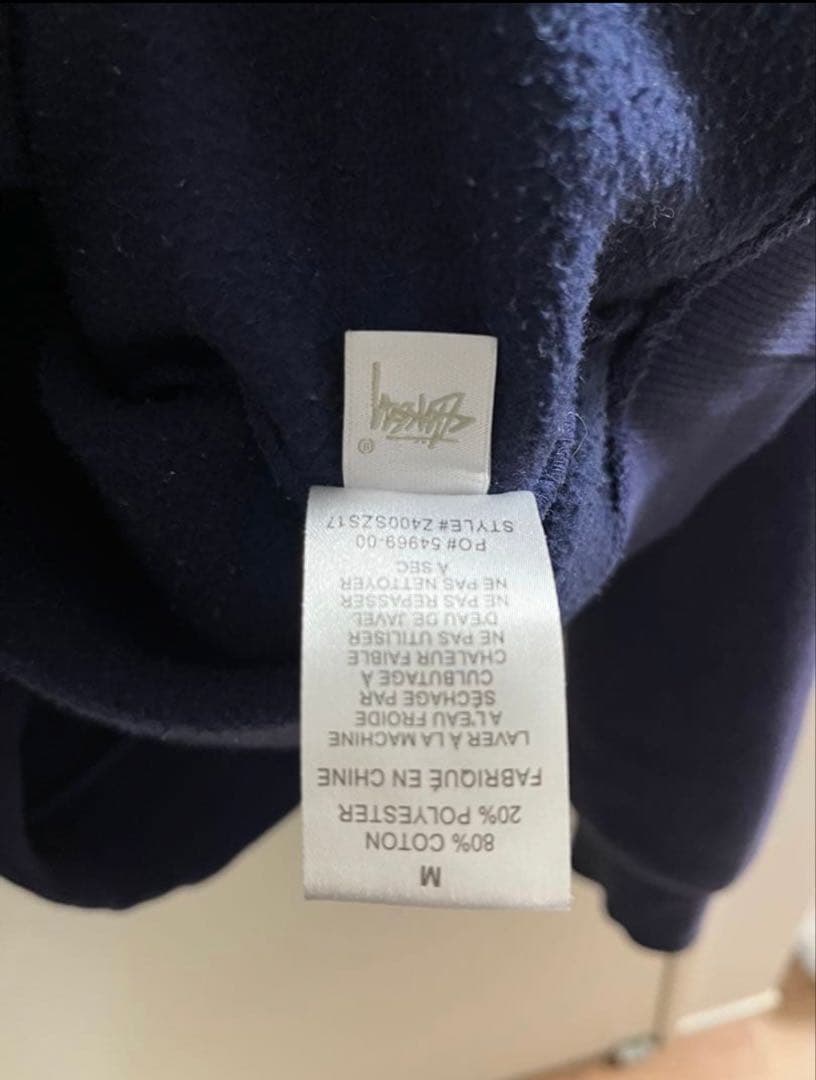 M
80% COTON
20% POLYESTER
FABRIQUÉ EN CHINE
LAVER À LA MACHINE
A L'EAU FROIDE
SÉCHAGE PAR
CULBUTAGE À
CHALEUR FAIBLE
NE PAS UTILISER
D'EAU DE JAVEL
NE PAS REPASSER
NE PAS NETTOYER
A SEC
PO# 54969-00
STYLE# Z400SZS17
®
Stüssy